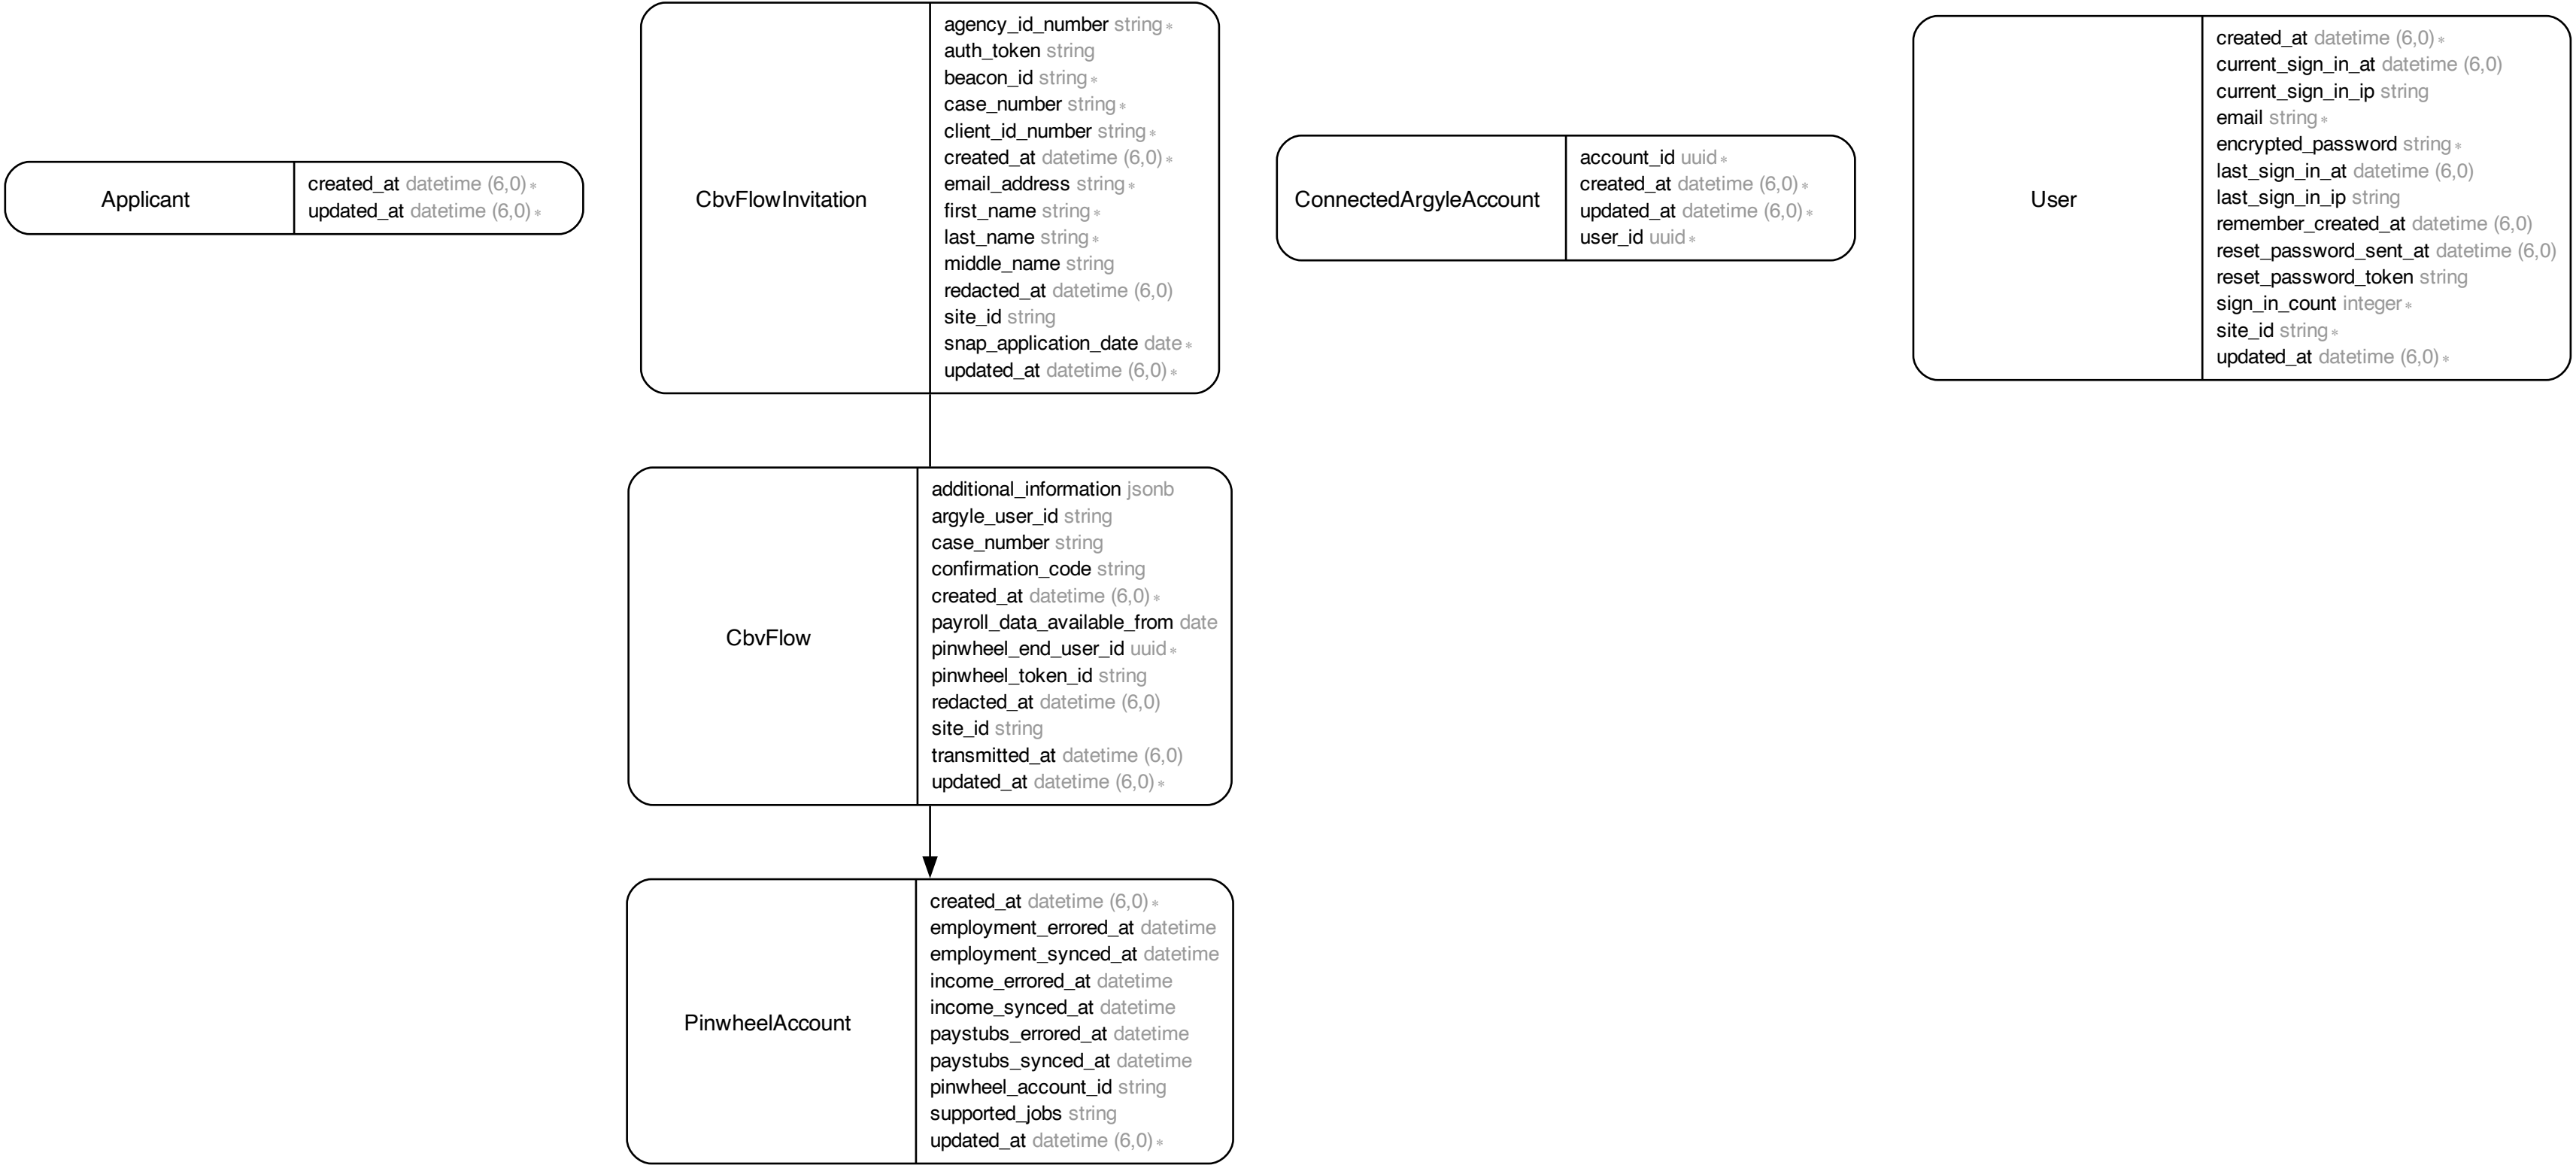 Applicant
created_at datetime (6,0) *
updated_at datetime (6,0) *
CbvFlowInvitation
agency_id_number string *
auth_token string
beacon_id string *
case_number string *
client_id_number string *
created_at datetime (6,0) *
email_address string *
first_name string *
last_name string *
middle_name string
redacted_at datetime (6,0)
site_id string
snap_application_date date *
updated_at datetime (6,0) *
ConnectedArgyleAccount
account_id uuid *
created_at datetime (6,0) *
updated_at datetime (6,0) *
user_id uuid *
User
created_at datetime (6,0) *
current_sign_in_at datetime (6,0)
current_sign_in_ip string
email string *
encrypted_password string *
last_sign_in_at datetime (6,0)
last_sign_in_ip string
remember_created_at datetime (6,0)
reset_password_sent_at datetime (6,0)
reset_password_token string
sign_in_count integer *
site_id string *
updated_at datetime (6,0) *
CbvFlow
additional_information jsonb
argyle_user_id string
case_number string
confirmation_code string
created_at datetime (6,0) *
payroll_data_available_from date
pinwheel_end_user_id uuid *
pinwheel_token_id string
redacted_at datetime (6,0)
site_id string
transmitted_at datetime (6,0)
updated_at datetime (6,0) *
PinwheelAccount
created_at datetime (6,0) *
employment_errored_at datetime
employment_synced_at datetime
income_errored_at datetime
income_synced_at datetime
paystubs_errored_at datetime
paystubs_synced_at datetime
pinwheel_account_id string
supported_jobs string
updated_at datetime (6,0) *